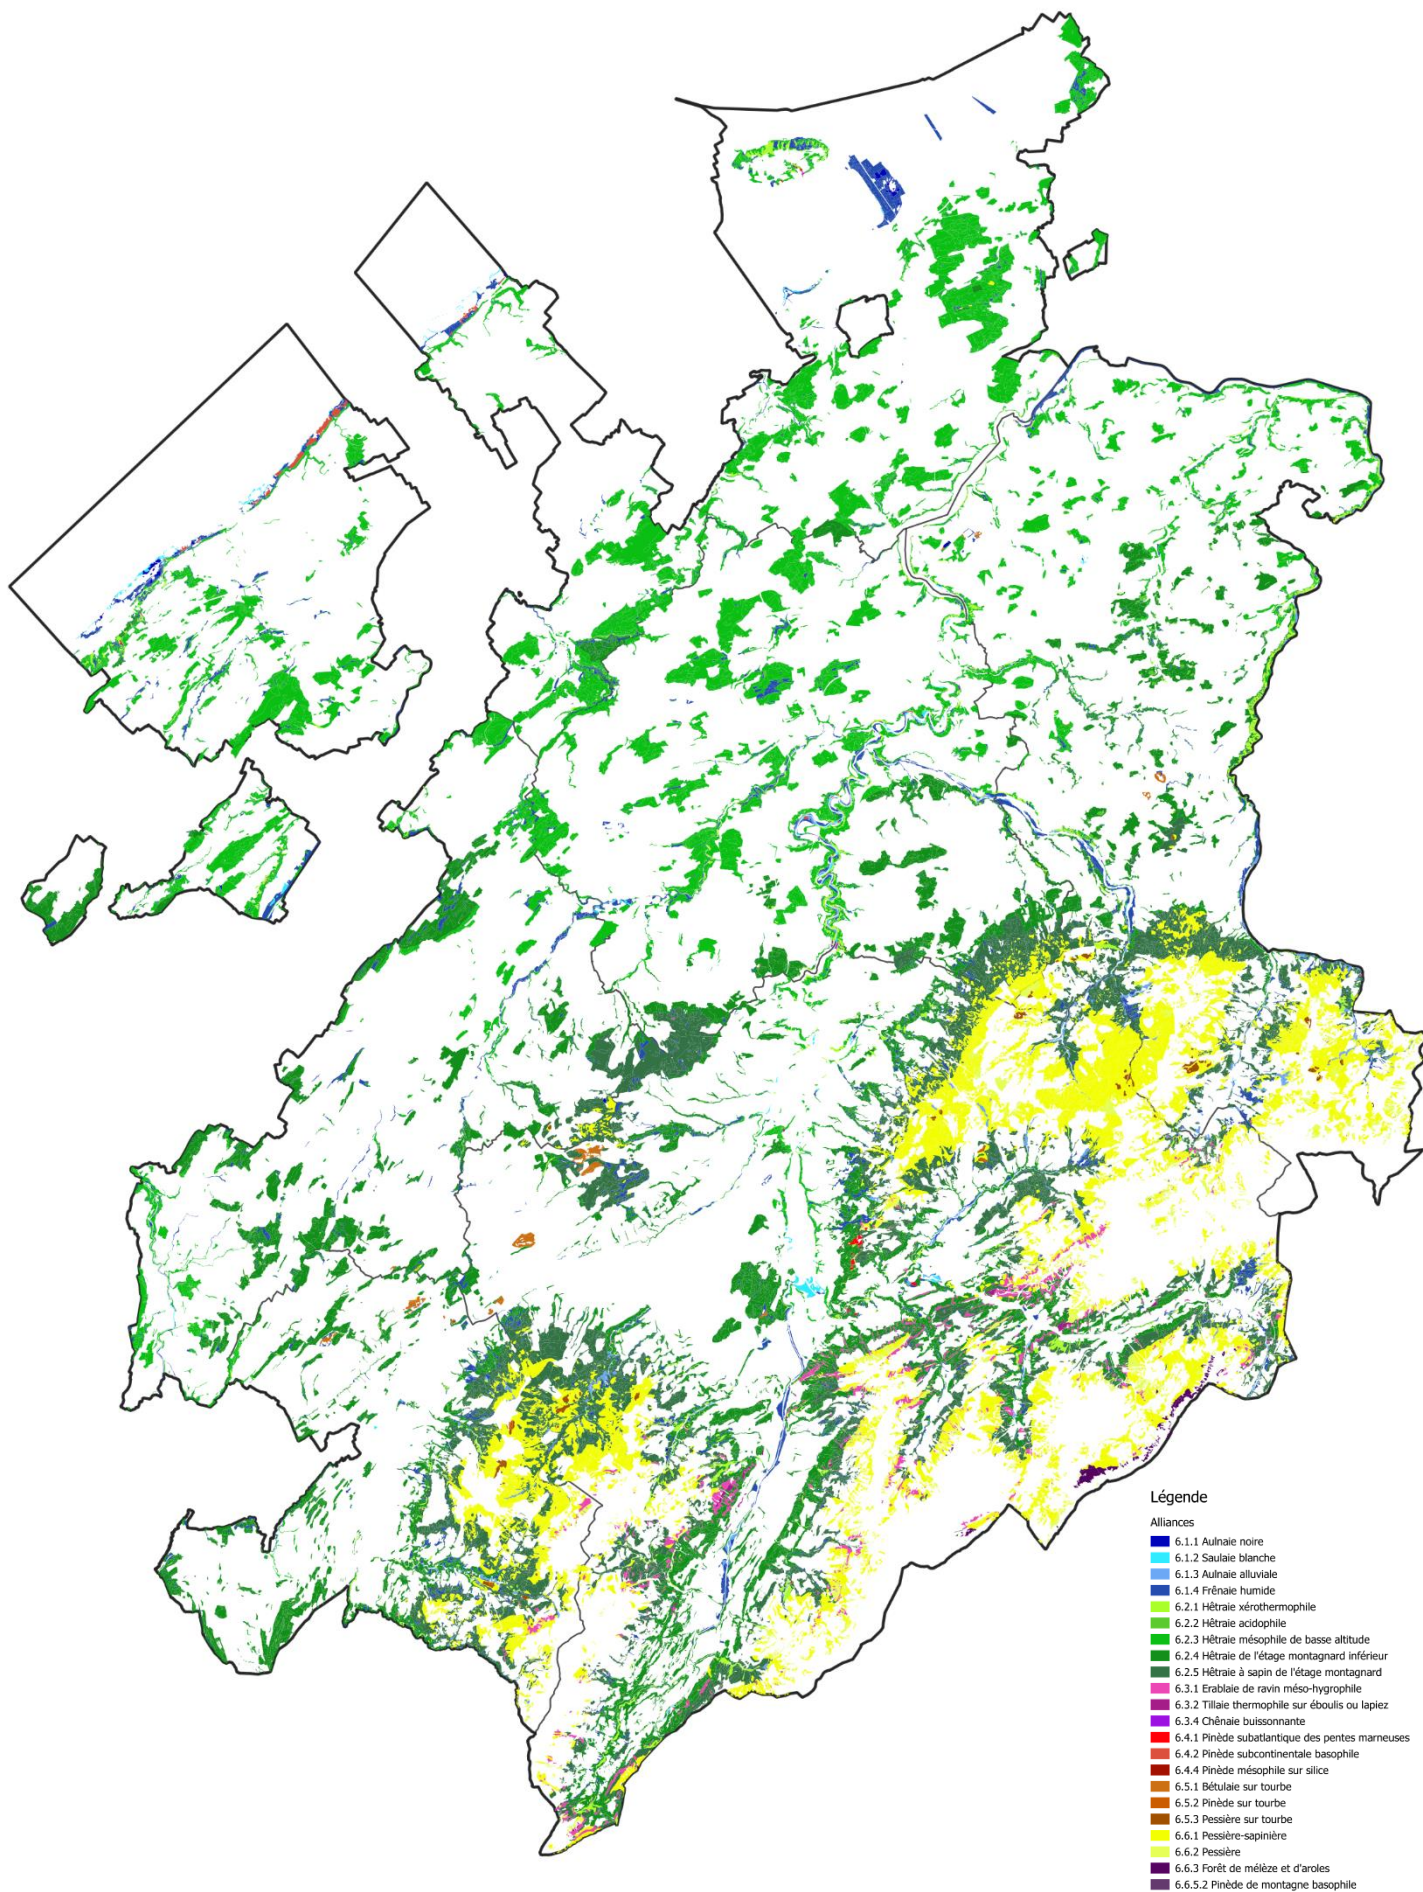 Légende
Alliances
6.1.1 Aulnaie noire
6.1.2 Saulaie blanche
6.1.3 Aulnaie alluviale
6.1.4 Frênaie humide
6.2.1 Hêtraie xérothermophile
6.2.2 Hêtraie acidophile
6.2.3 Hêtraie mésophile de basse altitude
6.2.4 Hêtraie de l'étage montagnard inférieur
6.2.5 Hêtraie à sapin de l'étage montagnard
6.3.1 Erablaie de ravin méso-hygrophile
6.3.2 Tillaie thermophile sur éboulis ou lapiez
6.3.4 Chênaie buissonnante
6.4.1 Pinède subatlantique des pentes marneuses
6.4.2 Pinède subcontinentale basophile
6.4.4 Pinède mésophile sur silice
6.5.1 Bétulaie sur tourbe
6.5.2 Pinède sur tourbe
6.5.3 Pessière sur tourbe
6.6.1 Pessière-sapinière
6.6.2 Pessière
6.6.3 Forêt de mélèze et d'aroles
6.6.5.2 Pinède de montagne basophile